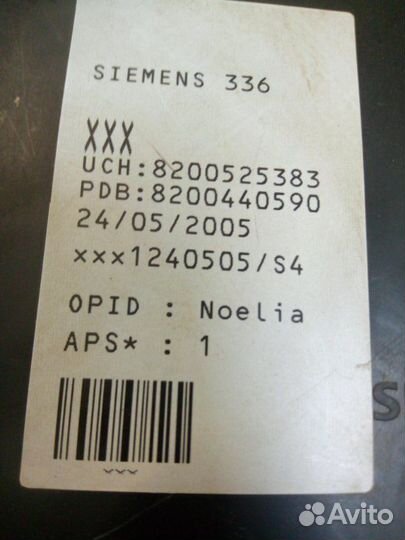 SIEMENS 336
XXX
UCH:8200525383
PDB:8200440590
24/05/2005
xxx1240505/S4
OPID : Noelia
APS* : 1
S
Avito